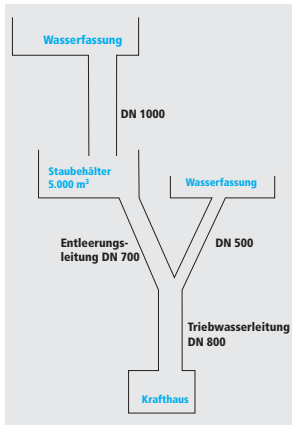 Wasserfassung
DN 1000
Staubehälter
5.000 m³
Wasserfassung
Entleerungs-
leitung DN 700
DN 500
Triebwasserleitung
DN 800
Krafthaus